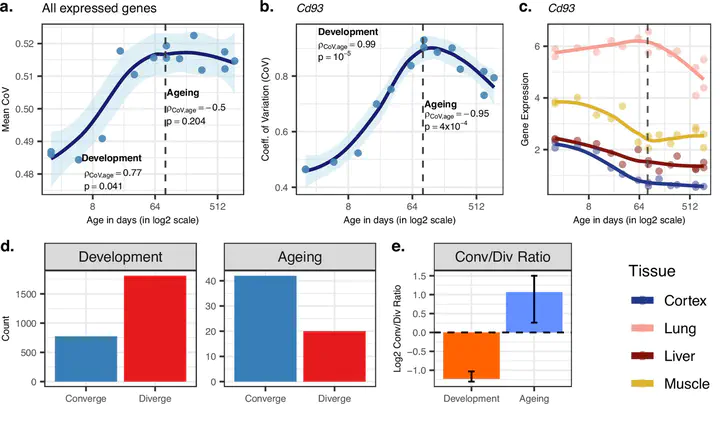 a. All expressed genes
Mean CoV
0.52
0.51
0.50
0.49
0.48
Ageing
ρCoV,age = −0.5
p = 0.204
Development
ρCoV,age = 0.77
p = 0.041
8 64 512
Age in days (in log2 scale)
b. Cd93
Coeff. of Variation (CoV)
0.8
0.6
0.4
Development
ρCoV,age = 0.99
p = 10−5
Ageing
ρCoV,age = −0.95
p = 4x10−4
8 64 512
Age in days (in log2 scale)
c. Cd93
Gene Expression
6
4
2
8 64 512
Age in days (in log2 scale)
d.
Development
Count
1500
1000
500
0
Converge Diverge
Ageing
40
30
20
10
0
Converge Diverge
e.
Conv/Div Ratio
Log2 Conv/Div Ratio
1.5
1.0
0.5
0.0
−0.5
−1.0
Development Ageing
Tissue
Cortex
Lung
Liver
Muscle